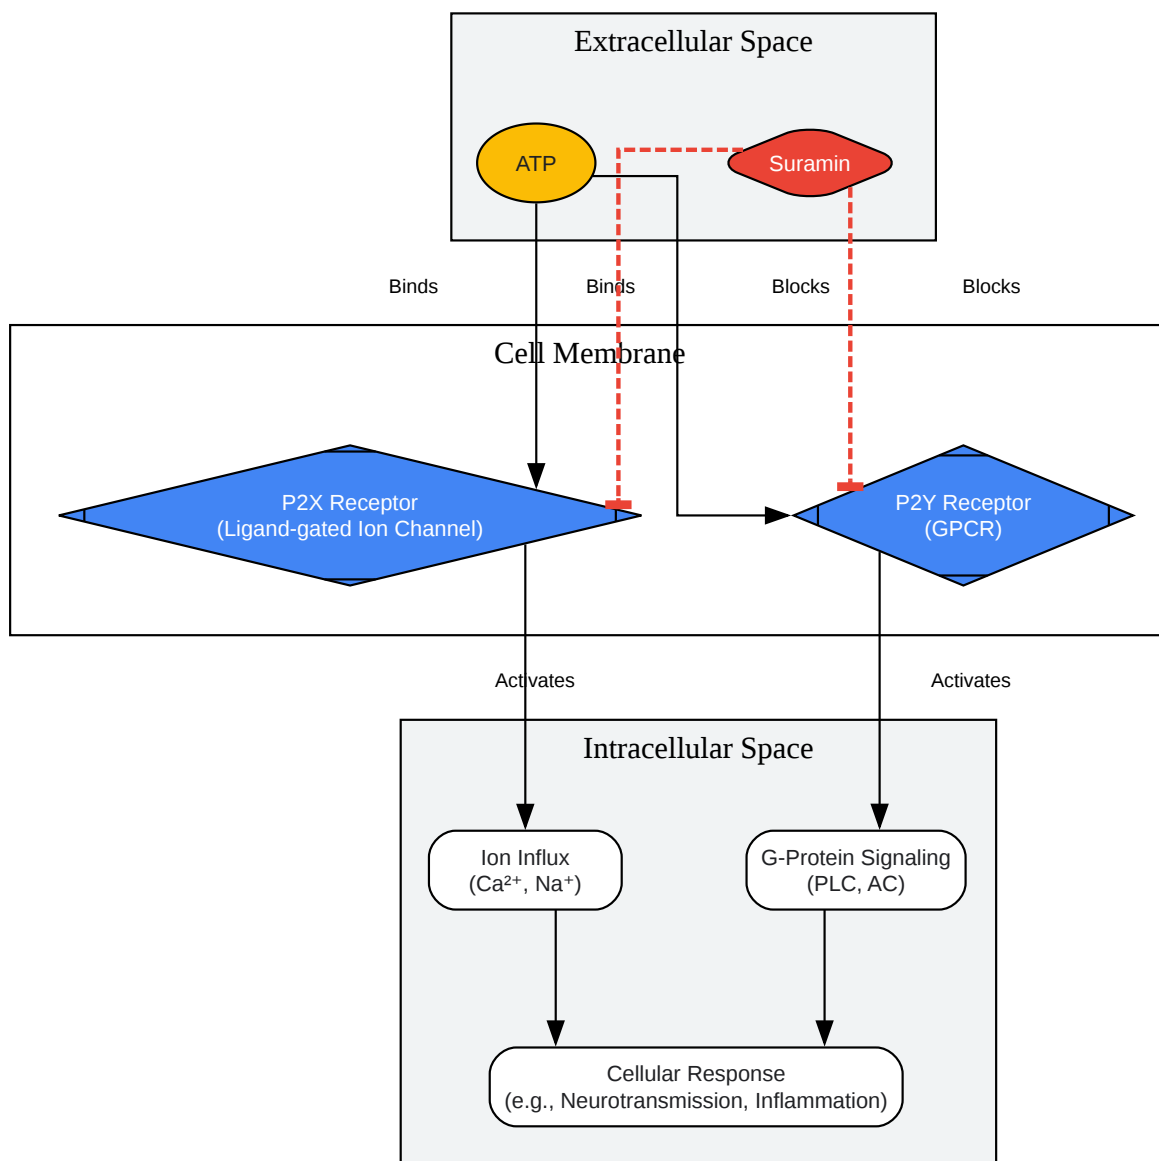 Extracellular Space
ATP
Suramin
Binds
Binds
Blocks
Blocks
Cell Membrane
P2X Receptor
(Ligand-gated Ion Channel)
P2Y Receptor
(GPCR)
Activates
Activates
Intracellular Space
Ion Influx
(Ca²⁺, Na⁺)
G-Protein Signaling
(PLC, AC)
Cellular Response
(e.g., Neurotransmission, Inflammation)